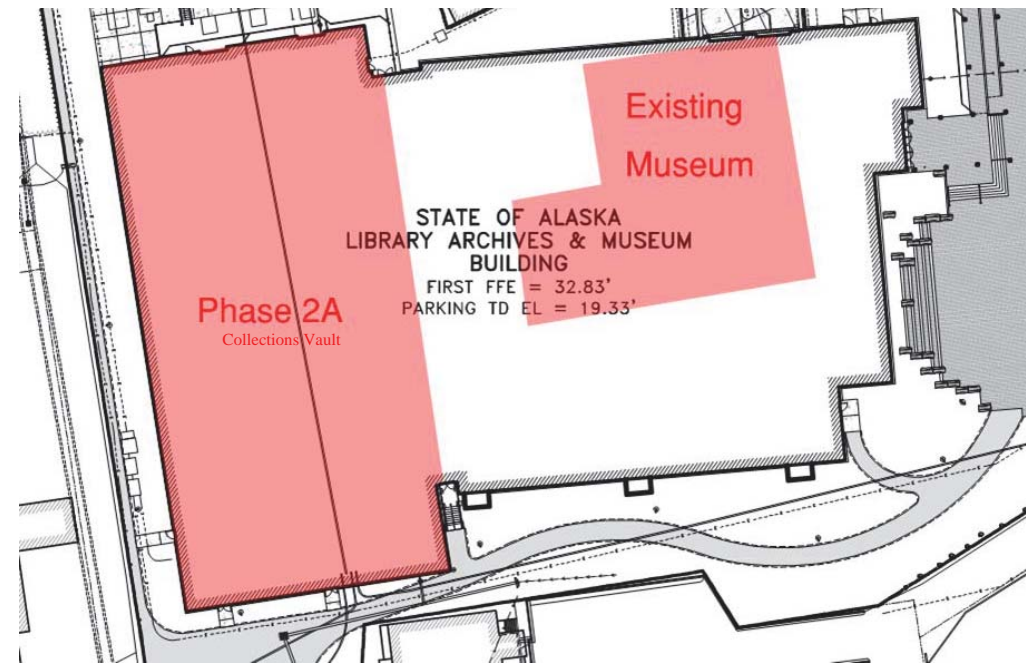 Existing
Museum
STATE OF ALASKA
LIBRARY ARCHIVES & MUSEUM
BUILDING
FIRST FFE = 32.83'
PARKING TD EL = 19.33'
Phase 2A
Collections Vault